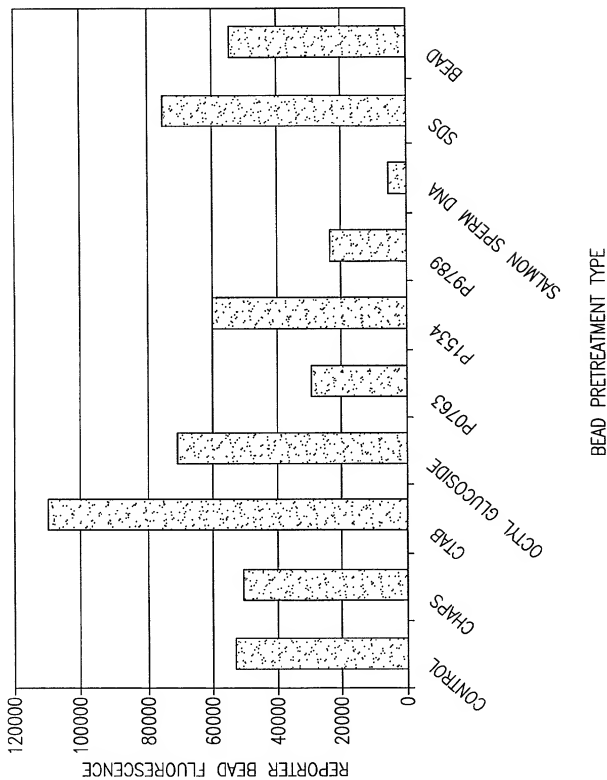 REPORTER BEAD FLUORESCENCE
120000
100000
80000
60000
40000
20000
0
CONTROL
CHAPS
CTAB
OCTYL GLUCOSIDE
P0763
P1534
P9789
SALMON SPERM DNA
SDS
BEAD
BEAD PRETREATMENT TYPE